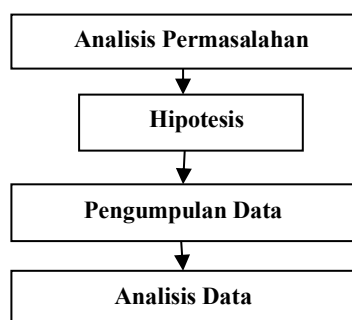 Analisis Permasalahan
Hipotesis
Pengumpulan Data
Analisis Data